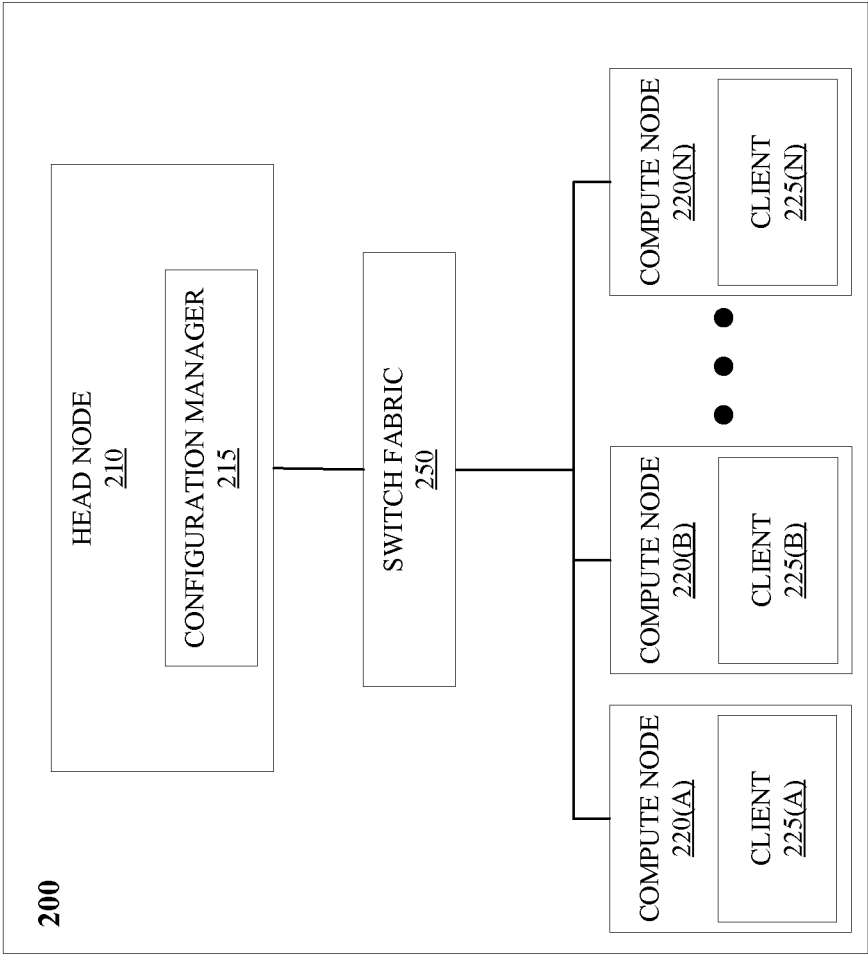 200
HEAD NODE
210
CONFIGURATION MANAGER
215
SWITCH FABRIC
250
COMPUTE NODE
220(A)
CLIENT
225(A)
COMPUTE NODE
220(B)
CLIENT
225(B)
COMPUTE NODE
220(N)
CLIENT
225(N)